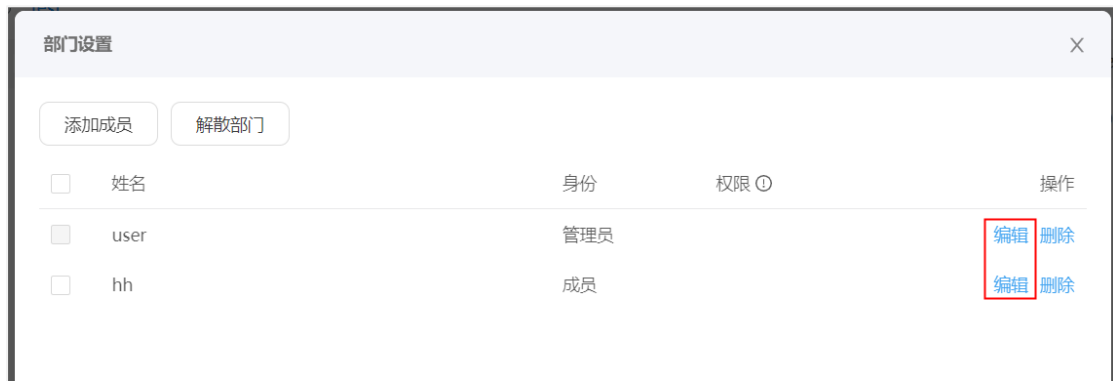 部门设置
添加成员 解散部门
姓名 身份 权限 操作
user 管理员 编辑 删除
hh 成员 编辑 删除